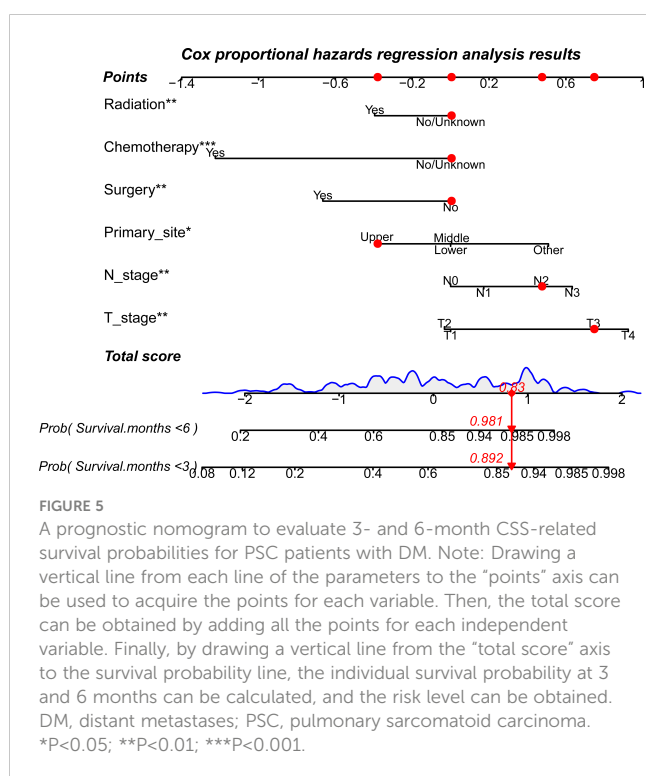 Cox proportional hazards regression analysis results
Points
−1.4 −1 −0.6 −0.2 0.2 0.6 1
Radiation**
Yes
No/Unknown
Chemotherapy***
Yes
No/Unknown
Surgery**
Yes
No
Primary_site*
Upper Middle
Lower Other
N_stage**
N0 N2
N1 N3
T_stage**
T2 T3
T1 T4
Total score
0.83
−2 −1 0 1 2
0.981
Prob( Survival.months <6 )
0.2 0.4 0.6 0.85 0.94 0.985 0.998
0.892
Prob( Survival.months <3 )
0.08 0.12 0.2 0.4 0.6 0.85 0.94 0.985 0.998
FIGURE 5
A prognostic nomogram to evaluate 3- and 6-month CSS-related
survival probabilities for PSC patients with DM. Note: Drawing a
vertical line from each line of the parameters to the “points” axis can
be used to acquire the points for each variable. Then, the total score
can be obtained by adding all the points for each independent
variable. Finally, by drawing a vertical line from the “total score” axis
to the survival probability line, the individual survival probability at 3
and 6 months can be calculated, and the risk level can be obtained.
DM, distant metastases; PSC, pulmonary sarcomatoid carcinoma.
*P<0.05; **P<0.01; ***P<0.001.